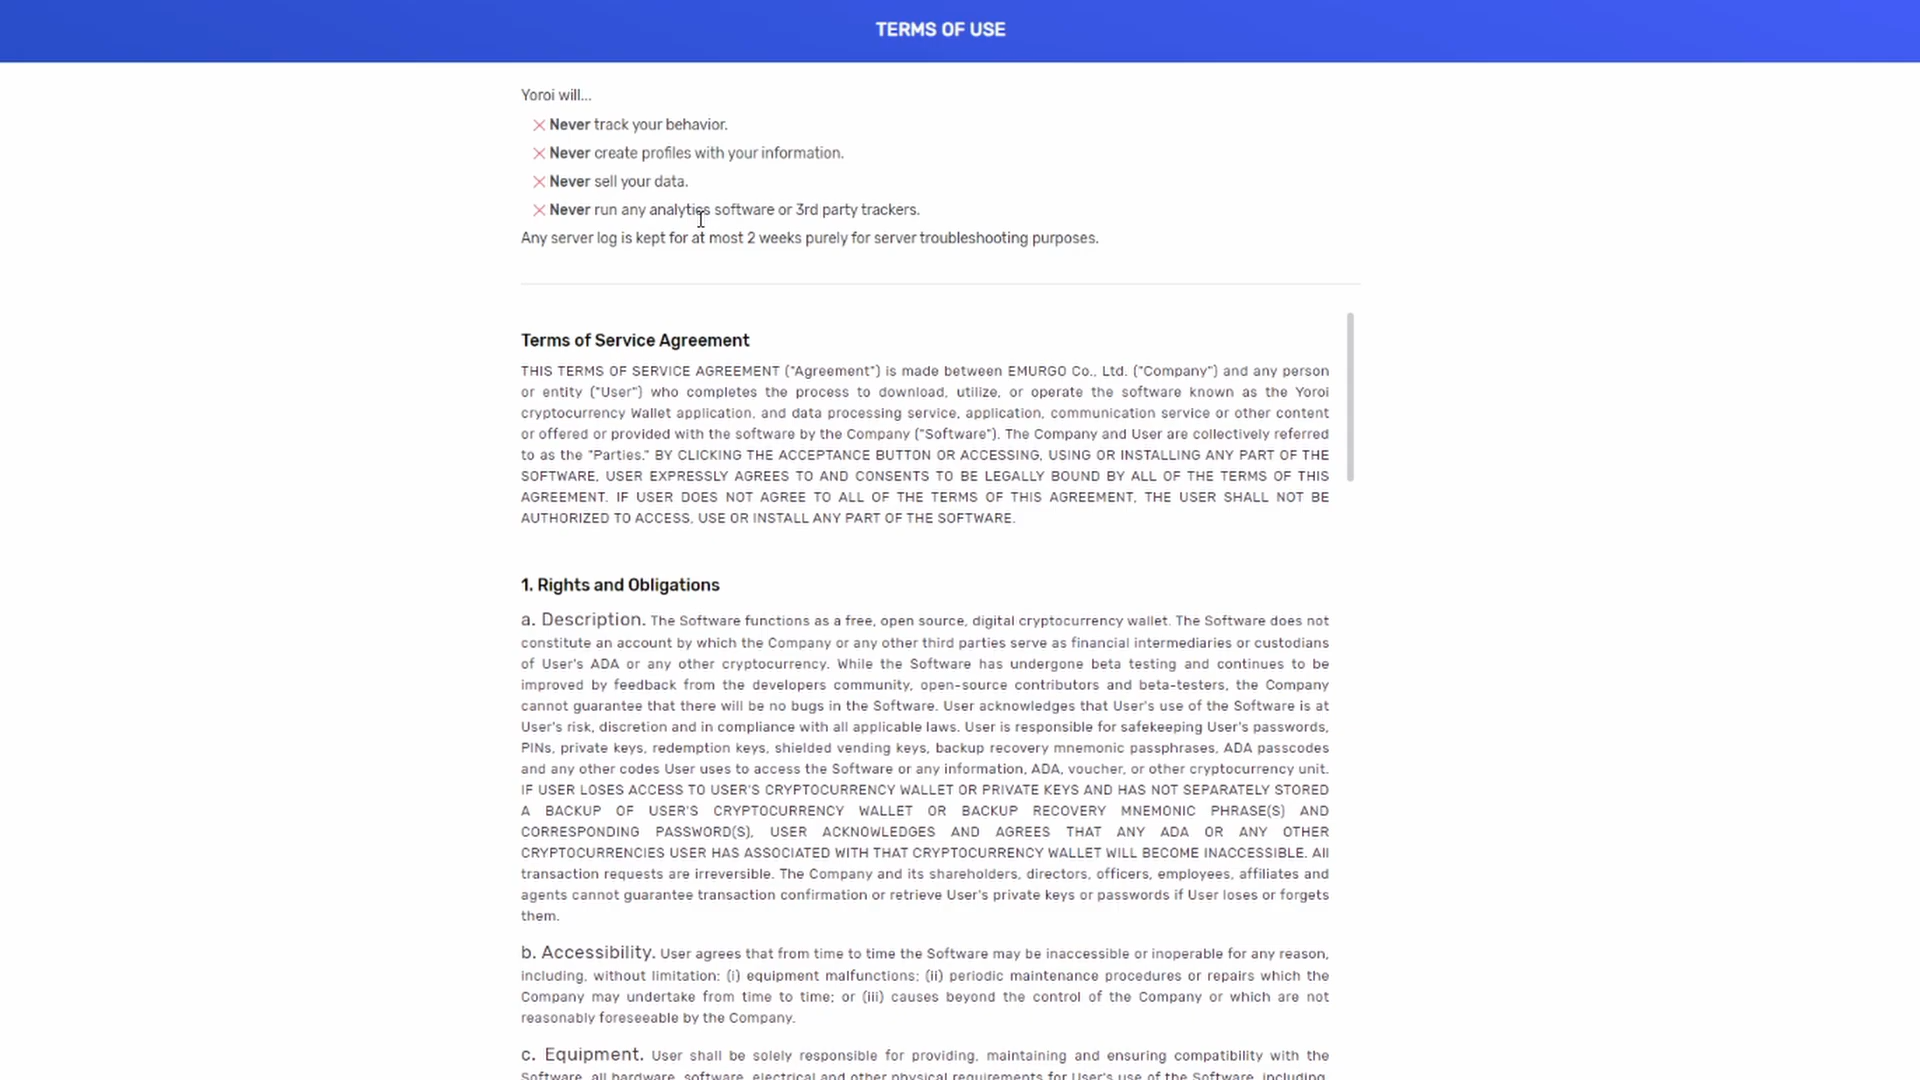 TERMS OF USE
Yoroi will...
Never track your behavior.
Never create profiles with your information.
Never sell your data.
Never run any analytics software or 3rd party trackers.
Any server log is kept for at most 2 weeks purely for server troubleshooting purposes.
Terms of Service Agreement
THIS TERMS OF SERVICE AGREEMENT ("Agreement") is made between EMURGO Co., Ltd. ("Company") and any person
or entity ("User") who completes the process to download, utilize, or operate the software known as the Yoroi
cryptocurrency Wallet application, and data processing service, application, communication service or other content
or offered or provided with the software by the Company ("Software"). The Company and User are collectively referred
to as the "Parties." BY CLICKING THE ACCEPTANCE BUTTON OR ACCESSING, USING OR INSTALLING ANY PART OF THE
SOFTWARE, USER EXPRESSLY AGREES TO AND CONSENTS TO BE LEGALLY BOUND BY ALL OF THE TERMS OF THIS
AGREEMENT. IF USER DOES NOT AGREE TO ALL OF THE TERMS OF THIS AGREEMENT, THE USER SHALL NOT BE
AUTHORIZED TO ACCESS, USE OR INSTALL ANY PART OF THE SOFTWARE.
1. Rights and Obligations
a. Description. The Software functions as a free, open source, digital cryptocurrency wallet. The Software does not
constitute an account by which the Company or any other third parties serve as financial intermediaries or custodians
of User's ADA or any other cryptocurrency. While the Software has undergone beta testing and continues to be
improved by feedback from the developers community, open-source contributors and beta-testers, the Company
cannot guarantee that there will be no bugs in the Software. User acknowledges that User's use of the Software is at
User's risk, discretion and in compliance with all applicable laws. User is responsible for safekeeping User's passwords,
PINs, private keys, redemption keys, shielded vending keys, backup recovery mnemonic passphrases, ADA passcodes
and any other codes User uses to access the Software or any information, ADA, voucher, or other cryptocurrency unit.
IF USER LOSES ACCESS TO USER'S CRYPTOCURRENCY WALLET OR PRIVATE KEYS AND HAS NOT SEPARATELY STORED
A BACKUP OF USER'S CRYPTOCURRENCY WALLET OR BACKUP RECOVERY MNEMONIC PHRASE(S) AND
CORRESPONDING PASSWORD(S), USER ACKNOWLEDGES AND AGREES THAT ANY ADA OR ANY OTHER
CRYPTOCURRENCIES USER HAS ASSOCIATED WITH THAT CRYPTOCURRENCY WALLET WILL BECOME INACCESSIBLE. All
transaction requests are irreversible. The Company and its shareholders, directors, officers, employees, affiliates and
agents cannot guarantee transaction confirmation or retrieve User's private keys or passwords if User loses or forgets
them.
b. Accessibility. User agrees that from time to time the Software may be inaccessible or inoperable for any reason,
including, without limitation: (i) equipment malfunctions; (ii) periodic maintenance procedures or repairs which the
Company may undertake from time to time; or (iii) causes beyond the control of the Company or which are not
reasonably foreseeable by the Company.
c. Equipment. User shall be solely responsible for providing, maintaining and ensuring compatibility with the
Software, all hardware, software, electrical and other physical requirements for User's use of the Software, including,